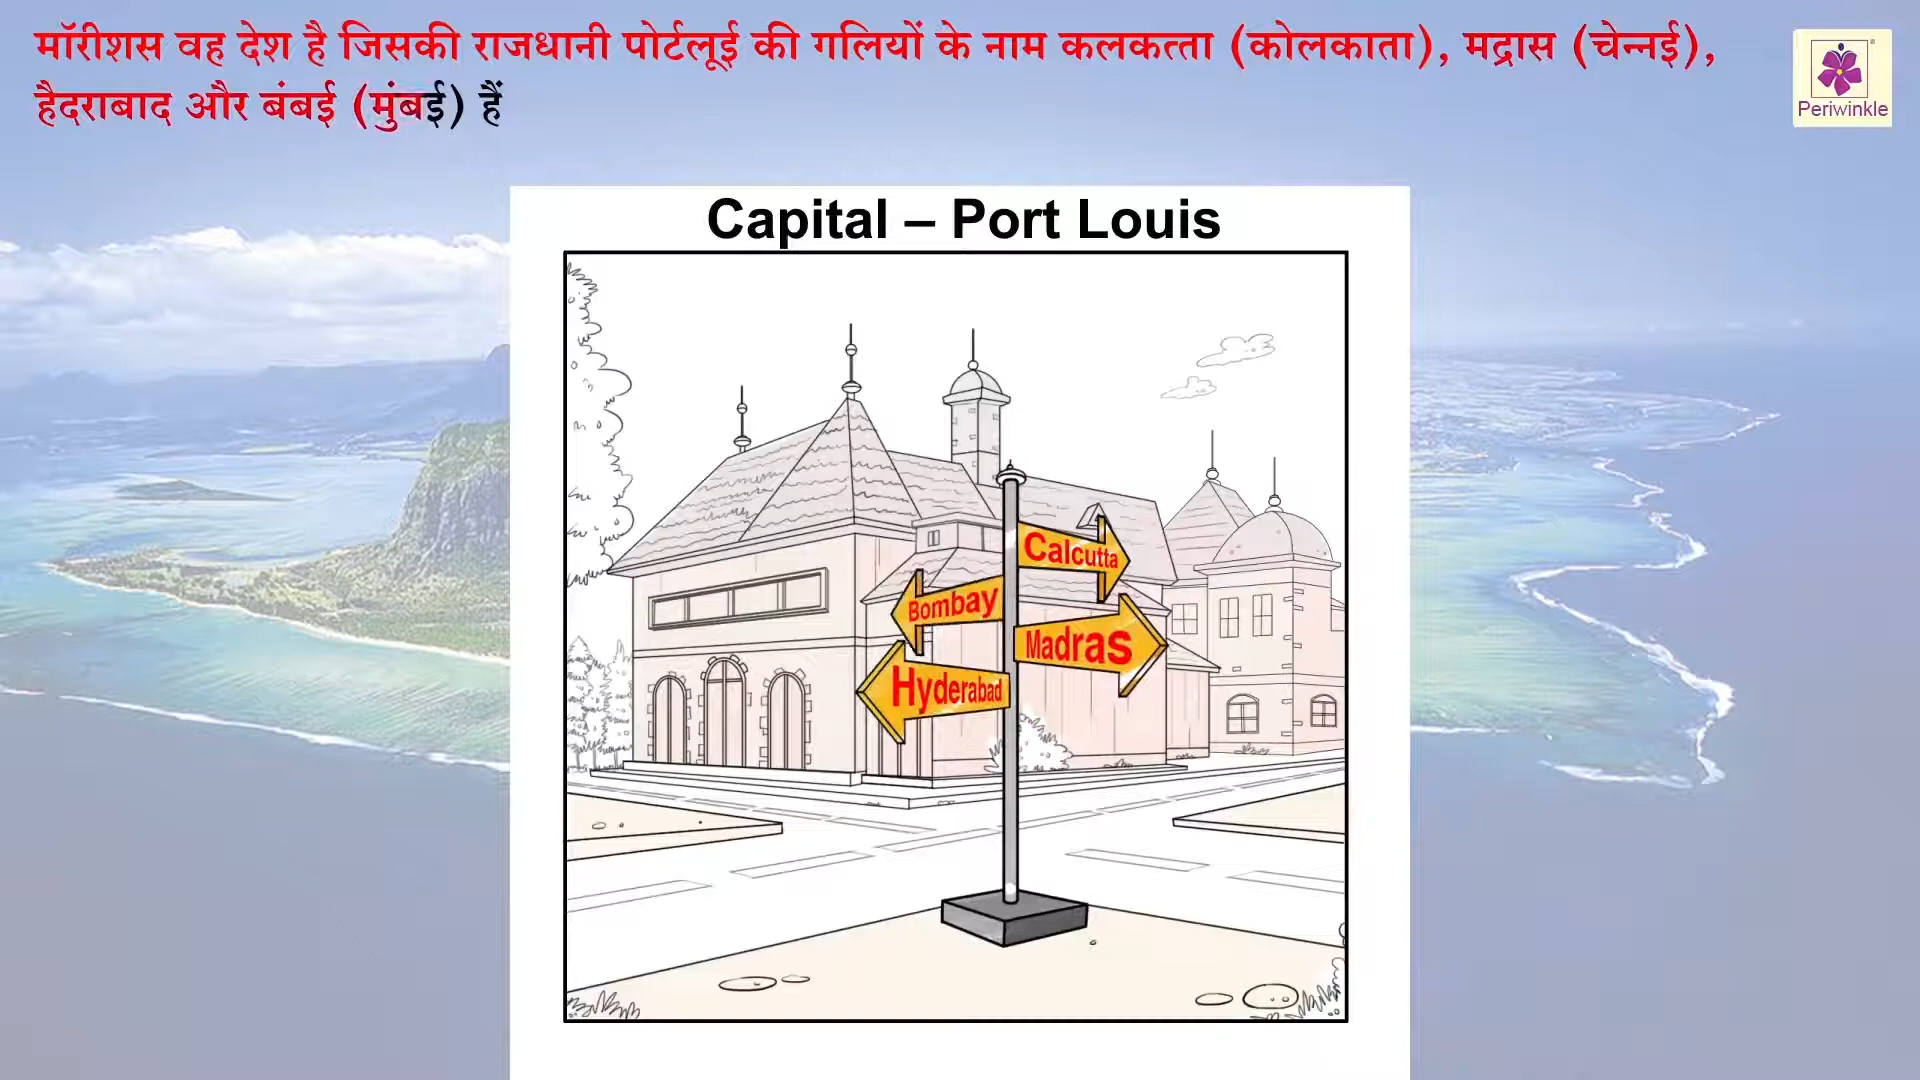 मॉरीशस वह देश है जिसकी राजधानी पोर्टलूई की गलियों के नाम कलकत्ता (कोलकाता), मद्रास (चेन्नई),
हैदराबाद और बंबई (मुंबई) हैं
Periwinkle
Capital – Port Louis
Calcutta
Bombay
Madras
Hyderabad